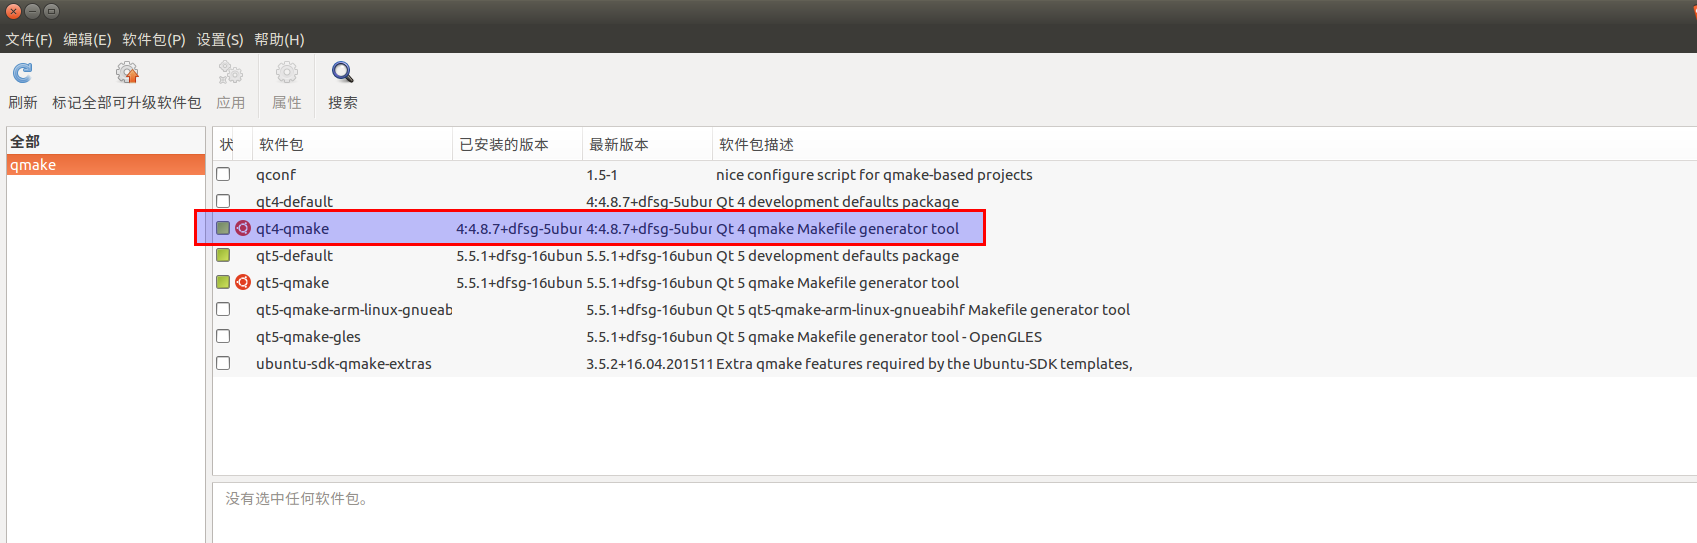 文件(F) 编辑(E) 软件包(P) 设置(S) 帮助(H)
刷新 标记全部可升级软件包 应用 属性 搜索
全部
qmake
状 软件包 已安装的版本 最新版本 软件包描述
qconf 1.5-1 nice configure script for qmake-based projects
qt4-default 4:4.8.7+dfsg-5ubun Qt 4 development defaults package
qt4-qmake 4:4.8.7+dfsg-5ubun 4:4.8.7+dfsg-5ubun Qt 4 qmake Makefile generator tool
qt5-default 5.5.1+dfsg-16ubun 5.5.1+dfsg-16ubun Qt 5 development defaults package
qt5-qmake 5.5.1+dfsg-16ubun 5.5.1+dfsg-16ubun Qt 5 qmake Makefile generator tool
qt5-qmake-arm-linux-gnueab 5.5.1+dfsg-16ubun Qt 5 qt5-qmake-arm-linux-gnueabihf Makefile generator tool
qt5-qmake-gles 5.5.1+dfsg-16ubun Qt 5 qmake Makefile generator tool - OpenGLES
ubuntu-sdk-qmake-extras 3.5.2+16.04.201511 Extra qmake features required by the Ubuntu-SDK templates,
没有选中任何软件包。